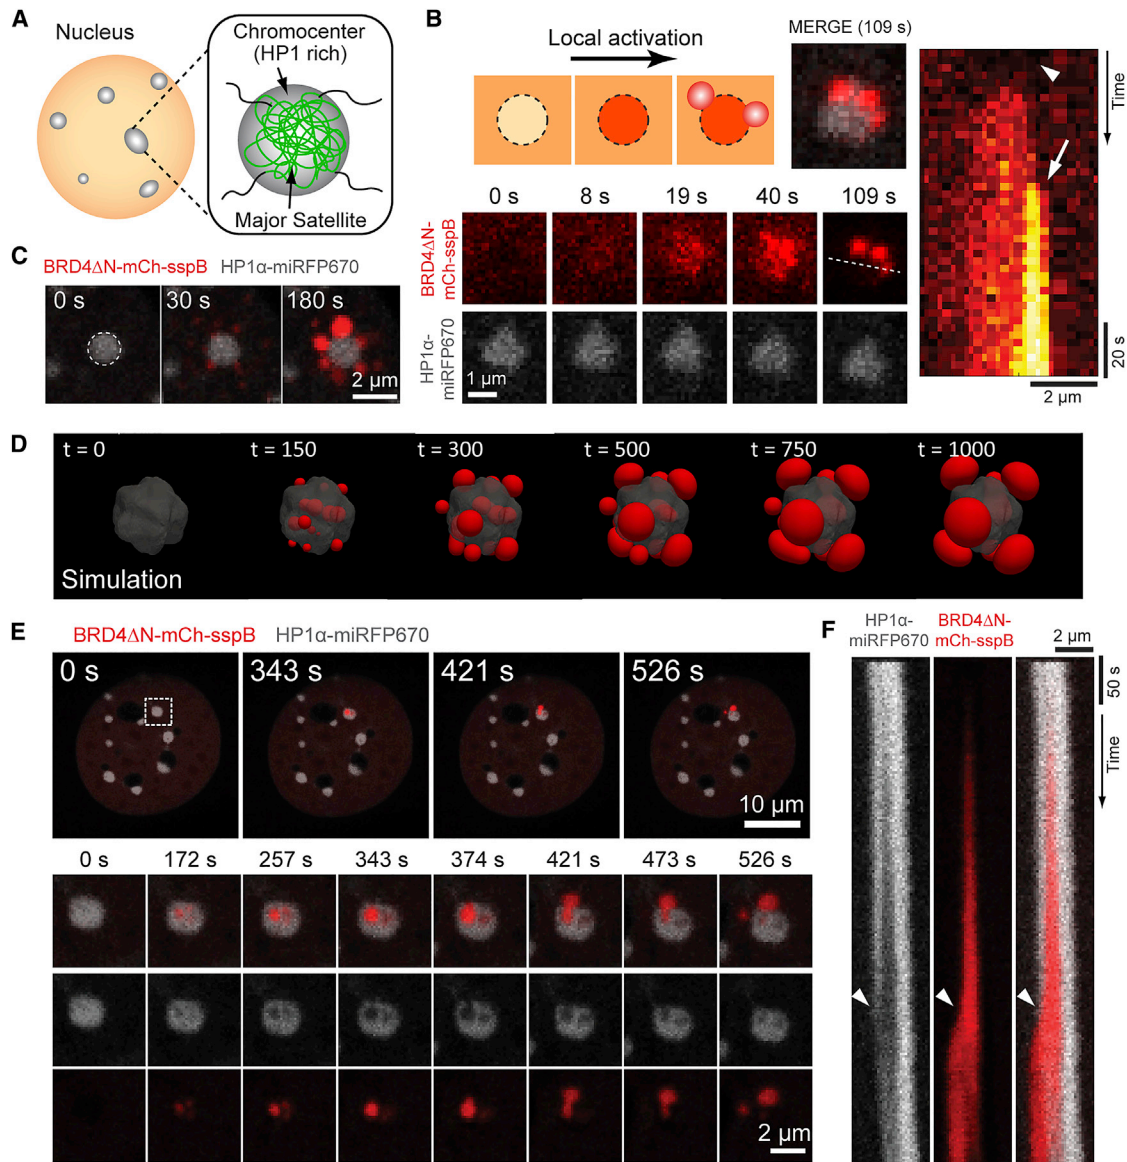 A
Nucleus
Chromocenter
(HP1 rich)
Major Satellite
B
Local activation
MERGE (109 s)
Time
20 s
2 µm
0 s
8 s
19 s
40 s
109 s
BRD4ΔN-
mCh-sspB
HP1α-
miRFP670
1 µm
C
BRD4ΔN-mCh-sspB
HP1α-miRFP670
0 s
30 s
180 s
2 µm
D
t = 0
t = 150
t = 300
t = 500
t = 750
t = 1000
Simulation
E
BRD4ΔN-mCh-sspB
HP1α-miRFP670
0 s
343 s
421 s
526 s
10 µm
0 s
172 s
257 s
343 s
374 s
421 s
473 s
526 s
2 µm
F
HP1α-
miRFP670
BRD4ΔN-
mCh-sspB
2 µm
50 s
Time